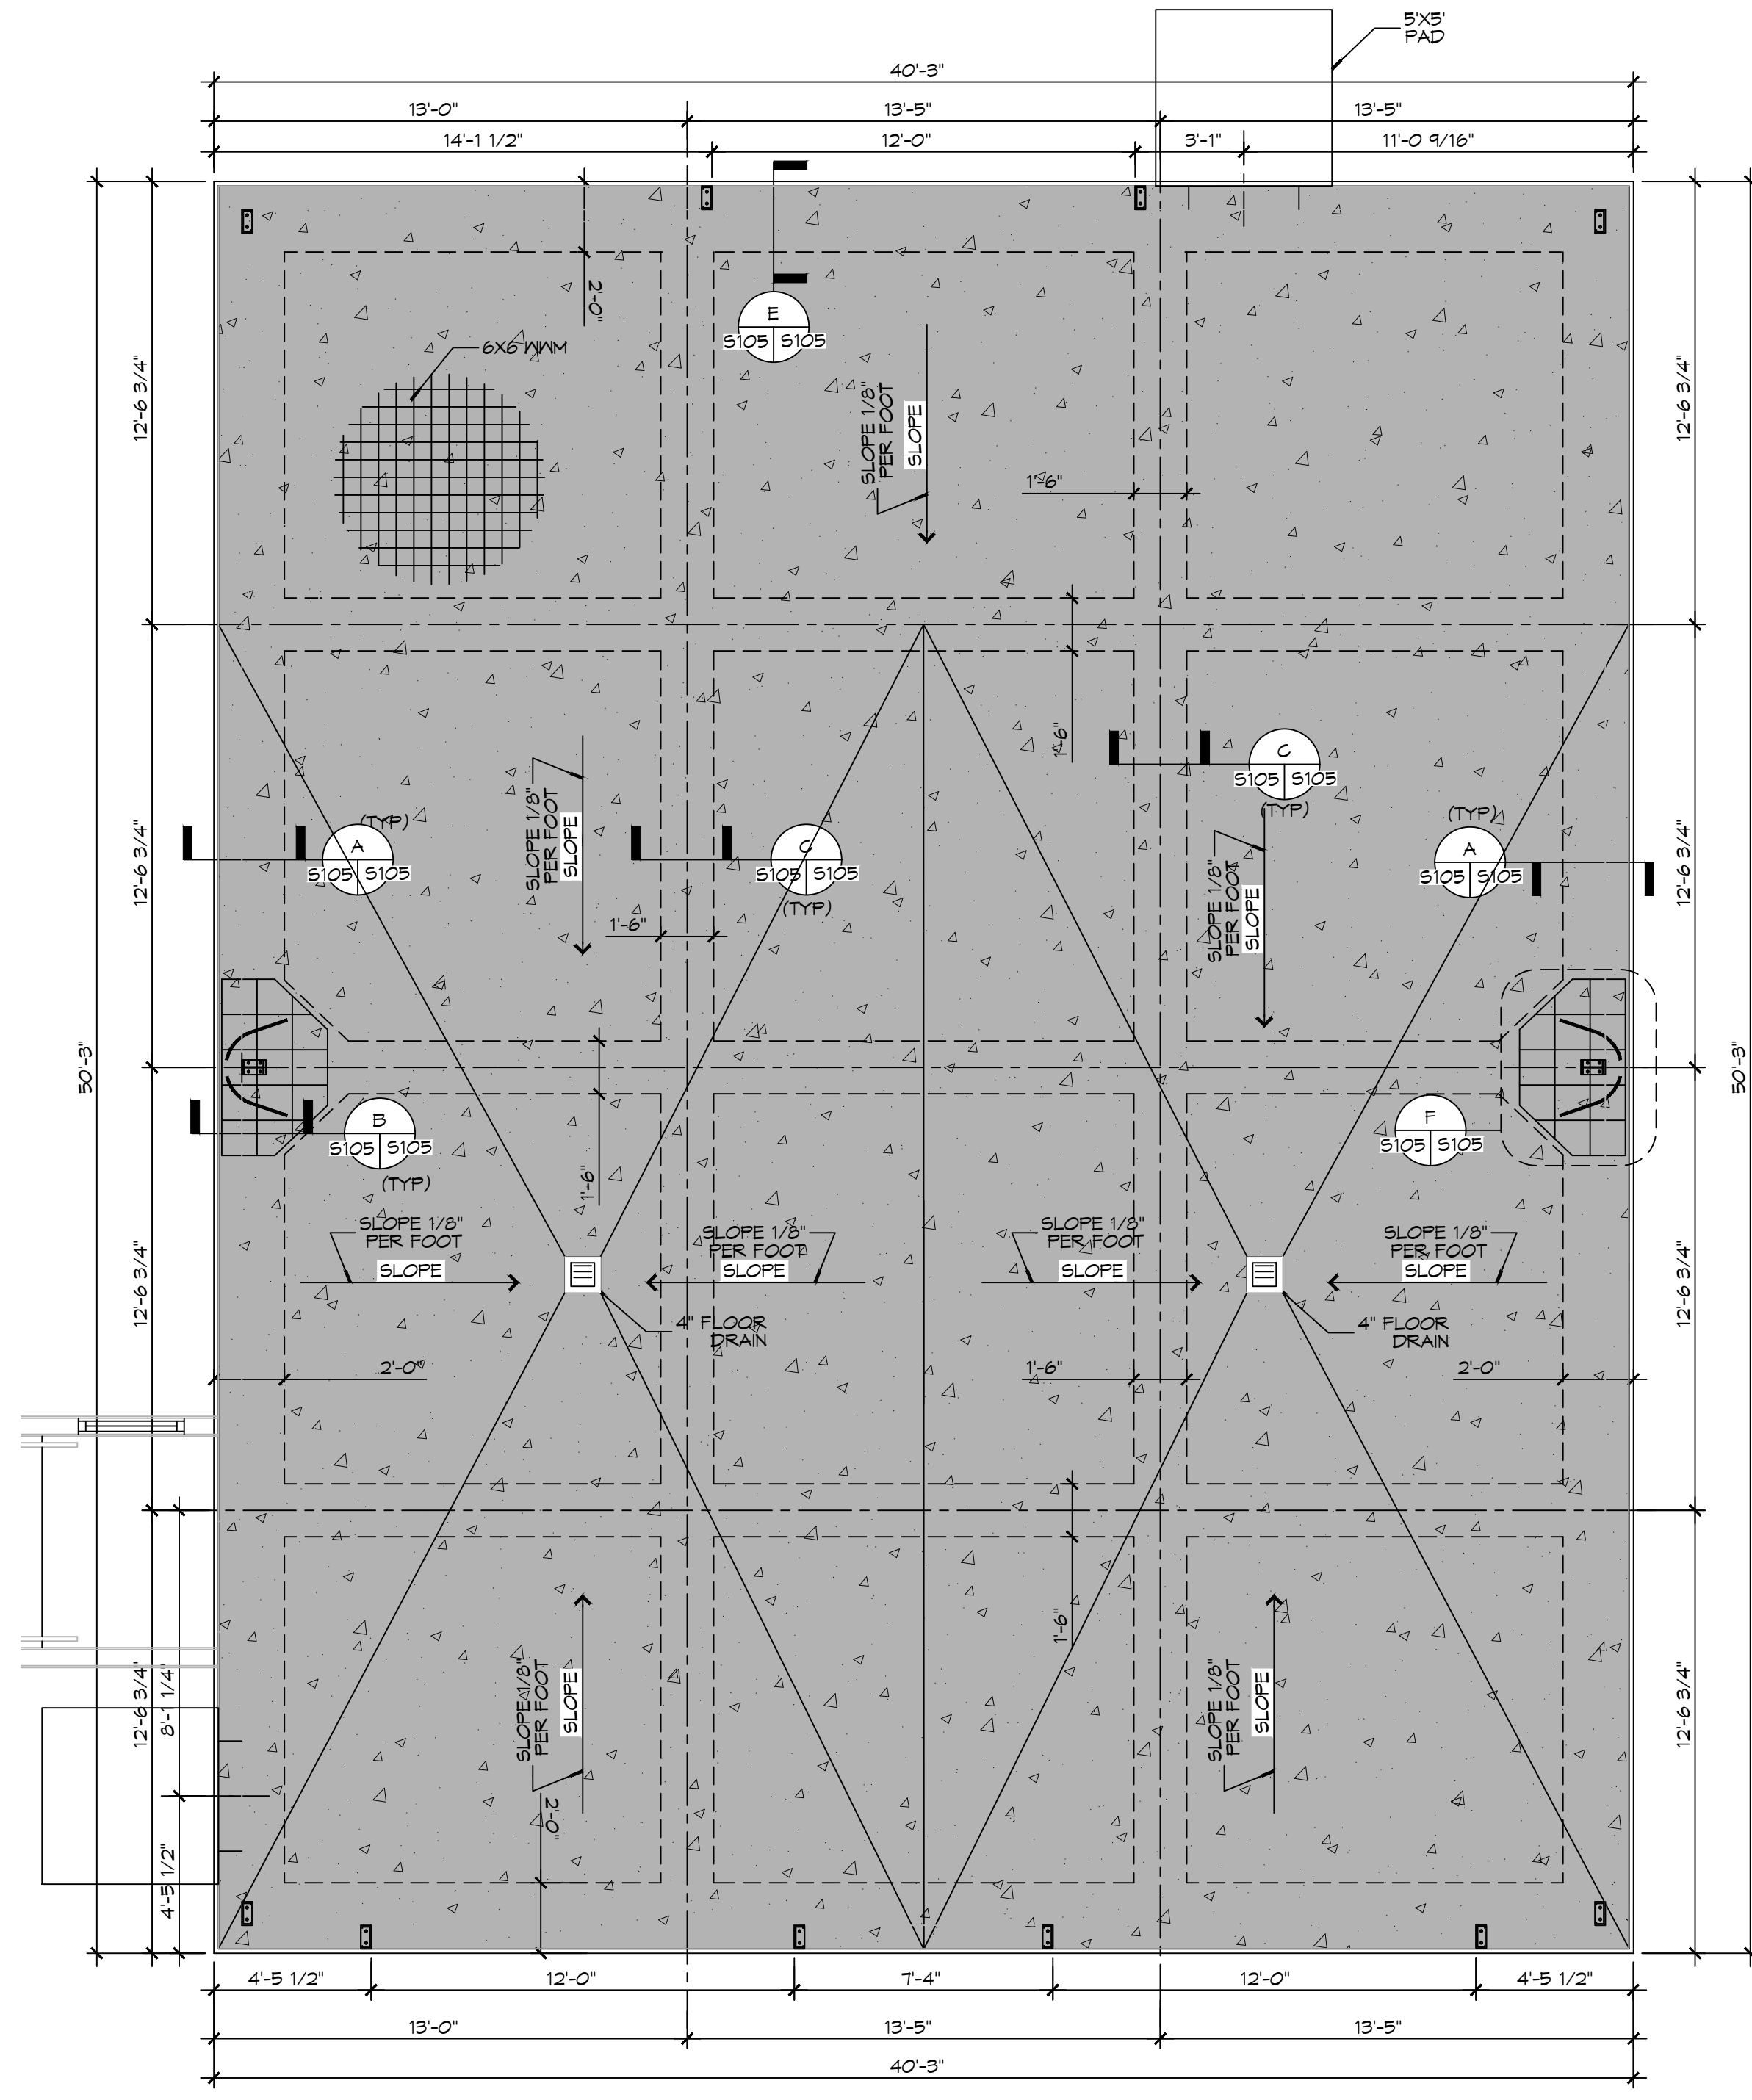 5'X5'
PAD
40'-3"
13'-0"
13'-5"
13'-5"
14'-1 1/2"
12'-0"
3'-1"
11'-0 9/16"
2'-0"
6X6 WWM
E
S105 S105
SLOPE 1/8"
PER FOOT
SLOPE
1'-6"
12'-6 3/4"
12'-6 3/4"
1'-6"
C
S105 S105
(TYP)
(TYP)
A
S105 S105
SLOPE 1/8"
PER FOOT
SLOPE
C
S105 S105
(TYP)
SLOPE 1/8"
PER FOOT
SLOPE
(TYP)
A
S105 S105
12'-6 3/4"
12'-6 3/4"
1'-6"
50'-3"
50'-3"
B
S105 S105
(TYP)
1'-6"
F
S105 S105
SLOPE 1/8"
PER FOOT
SLOPE
SLOPE 1/8"
PER FOOT
SLOPE
SLOPE 1/8"
PER FOOT
SLOPE
SLOPE 1/8"
PER FOOT
SLOPE
12'-6 3/4"
12'-6 3/4"
4" FLOOR
DRAIN
4" FLOOR
DRAIN
2'-0"
1'-6"
2'-0"
1'-6"
12'-6 3/4"
8'-1 1/4"
SLOPE 1/8"
PER FOOT
SLOPE
SLOPE 1/8"
PER FOOT
SLOPE
12'-6 3/4"
2'-0"
4'-5 1/2"
4'-5 1/2"
12'-0"
7'-4"
12'-0"
4'-5 1/2"
13'-0"
13'-5"
13'-5"
40'-3"